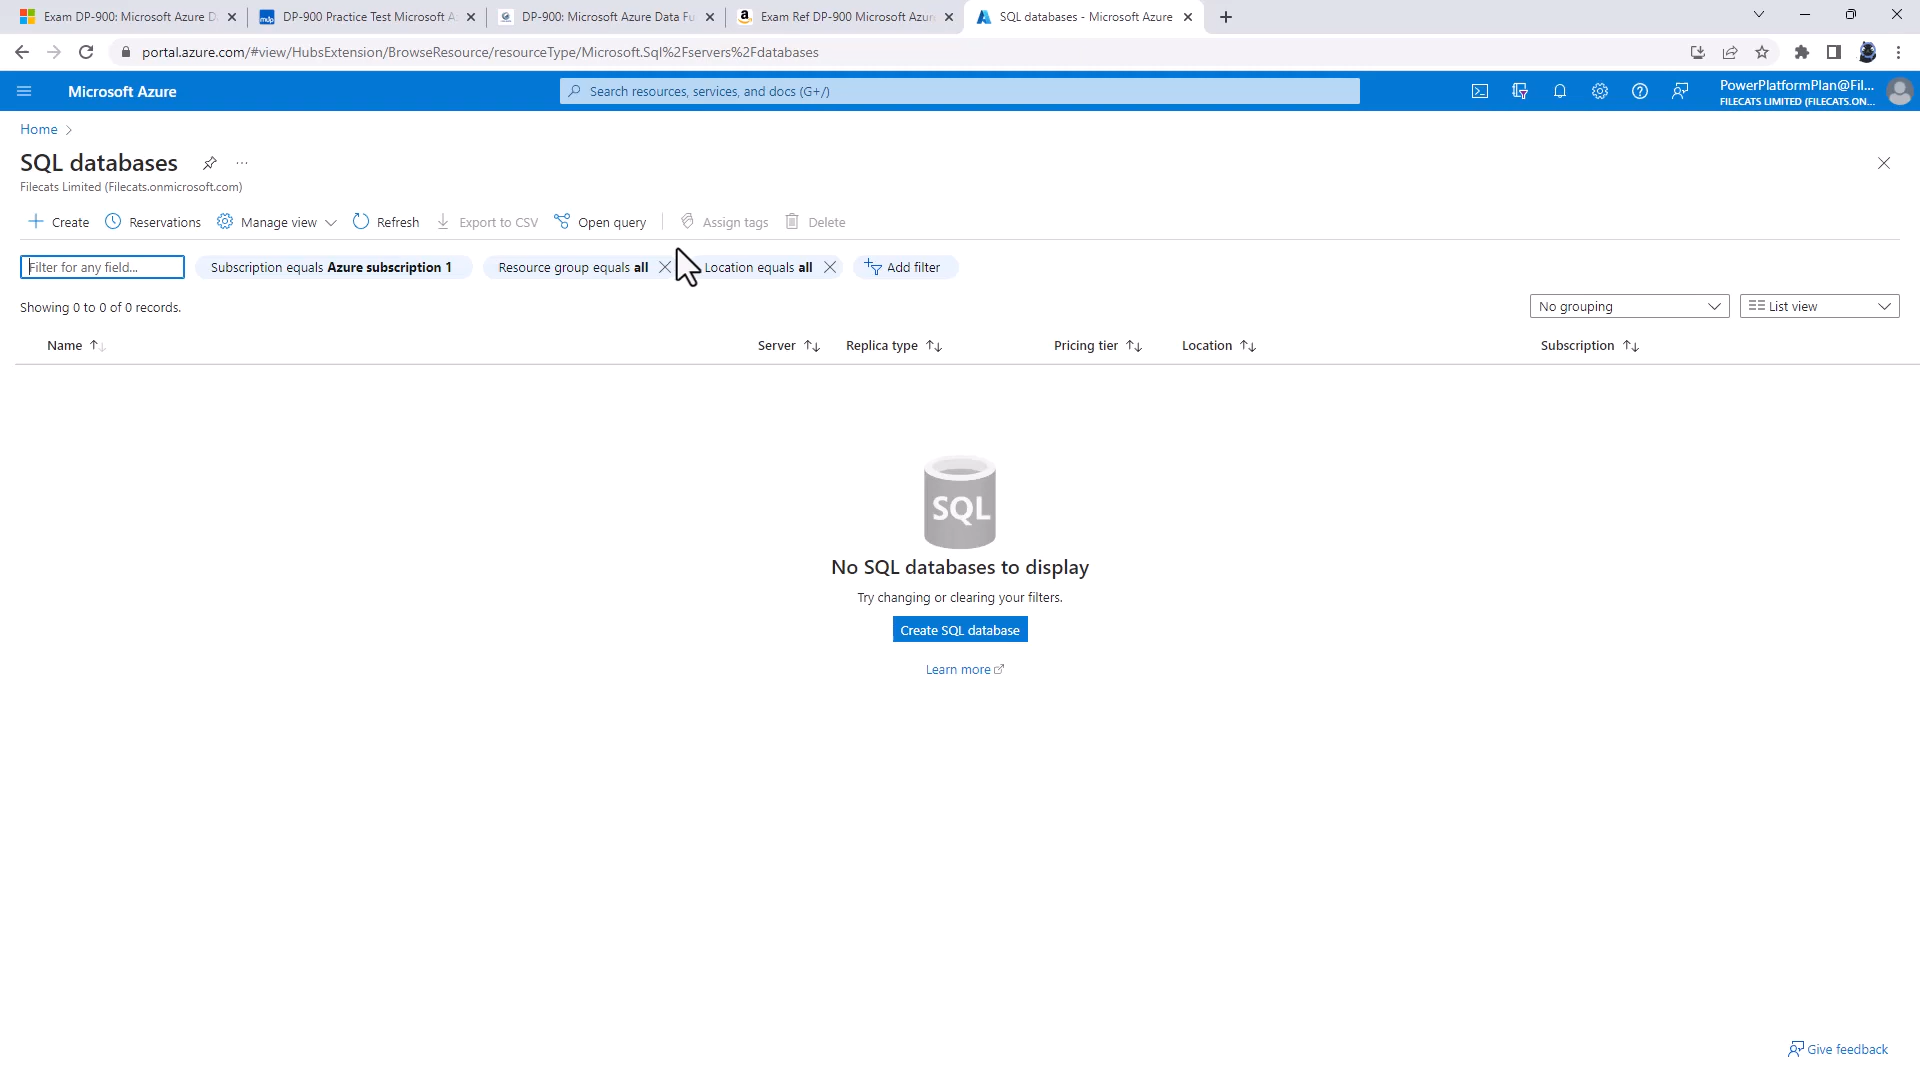 Exam DP-900: Microsoft Azure D
DP-900 Practice Test Microsoft A
DP-900: Microsoft Azure Data Fu
Exam Ref DP-900 Microsoft Azur
SQL databases - Microsoft Azure
portal.azure.com/#view/HubsExtension/BrowseResource/resourceType/Microsoft.Sql%2Fservers%2Fdatabases
Microsoft Azure
Search resources, services, and docs (G+/)
PowerPlatformPlan@Fil...
FILECATS LIMITED (FILECATS.ON...
Home
SQL databases
Filecats Limited (Filecats.onmicrosoft.com)
Create
Reservations
Manage view
Refresh
Export to CSV
Open query
Assign tags
Delete
Filter for any field...
Subscription equals Azure subscription 1
Resource group equals all
Location equals all
Add filter
Showing 0 to 0 of 0 records.
No grouping
List view
Name
Server
Replica type
Pricing tier
Location
Subscription
SQL
No SQL databases to display
Try changing or clearing your filters.
Create SQL database
Learn more
Give feedback